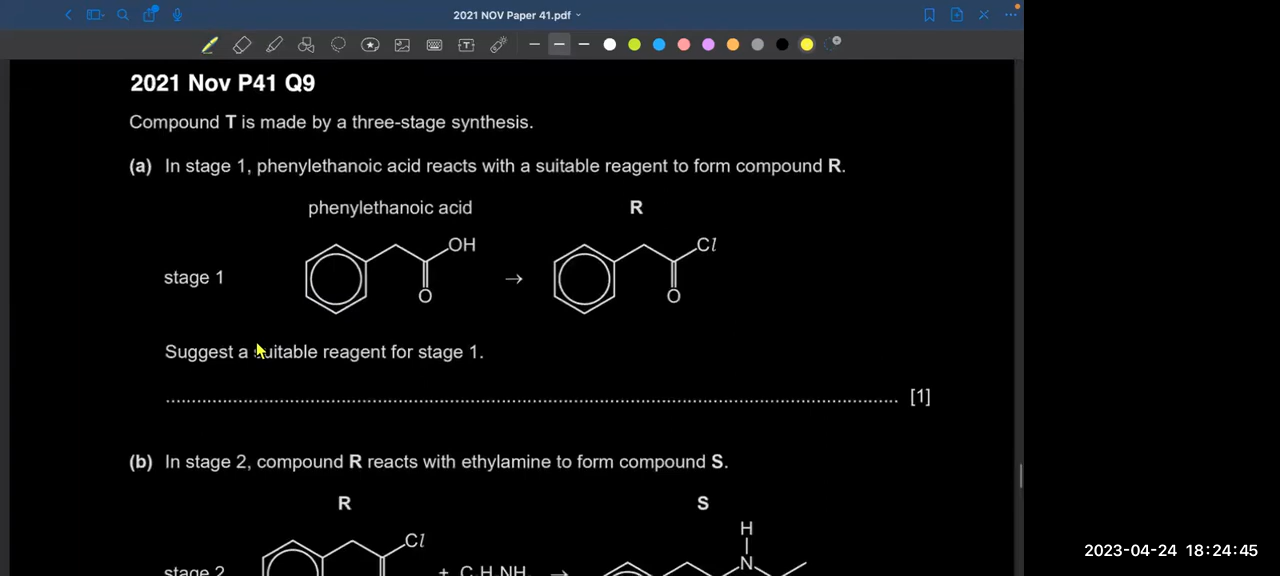 2021 NOV Paper 41.pdf
2021 Nov P41 Q9
Compound T is made by a three-stage synthesis.
(a) In stage 1, phenylethanoic acid reacts with a suitable reagent to form compound R.
phenylethanoic acid R
OH Cl
stage 1 →
O O
Suggest a suitable reagent for stage 1.
................................................................................ [1]
(b) In stage 2, compound R reacts with ethylamine to form compound S.
R S
H
Cl
N
stage 2 + C H NH →
2023-04-24 18:24:45